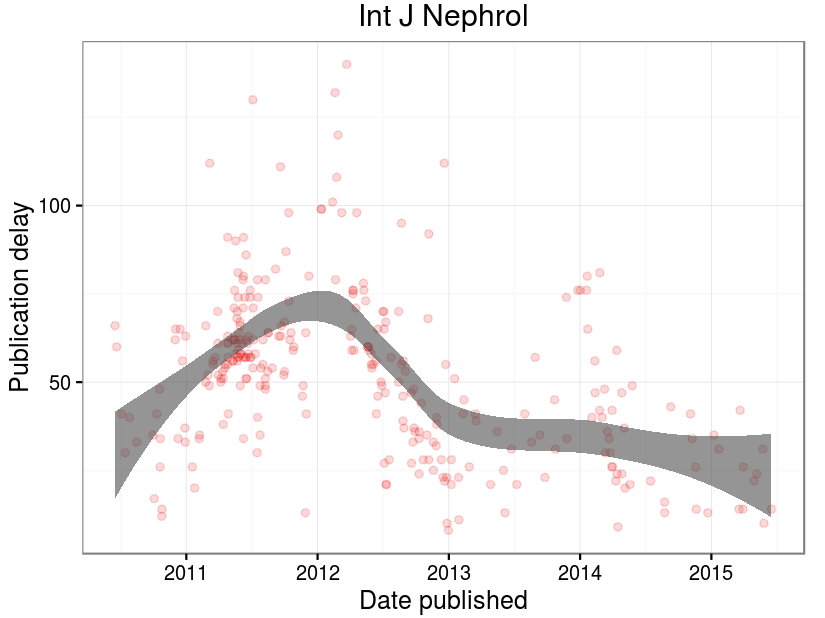 Int J Nephrol
Publication delay
100
50
2011 2012 2013 2014 2015
Date published